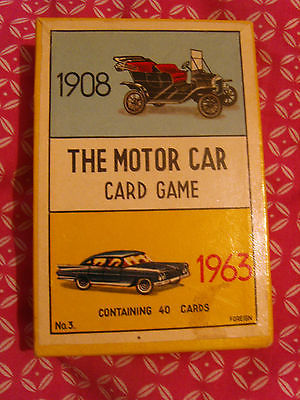 1908
THE MOTOR CAR
CARD GAME
1963
CONTAINING 40 CARDS
No.3.
FOREIGN